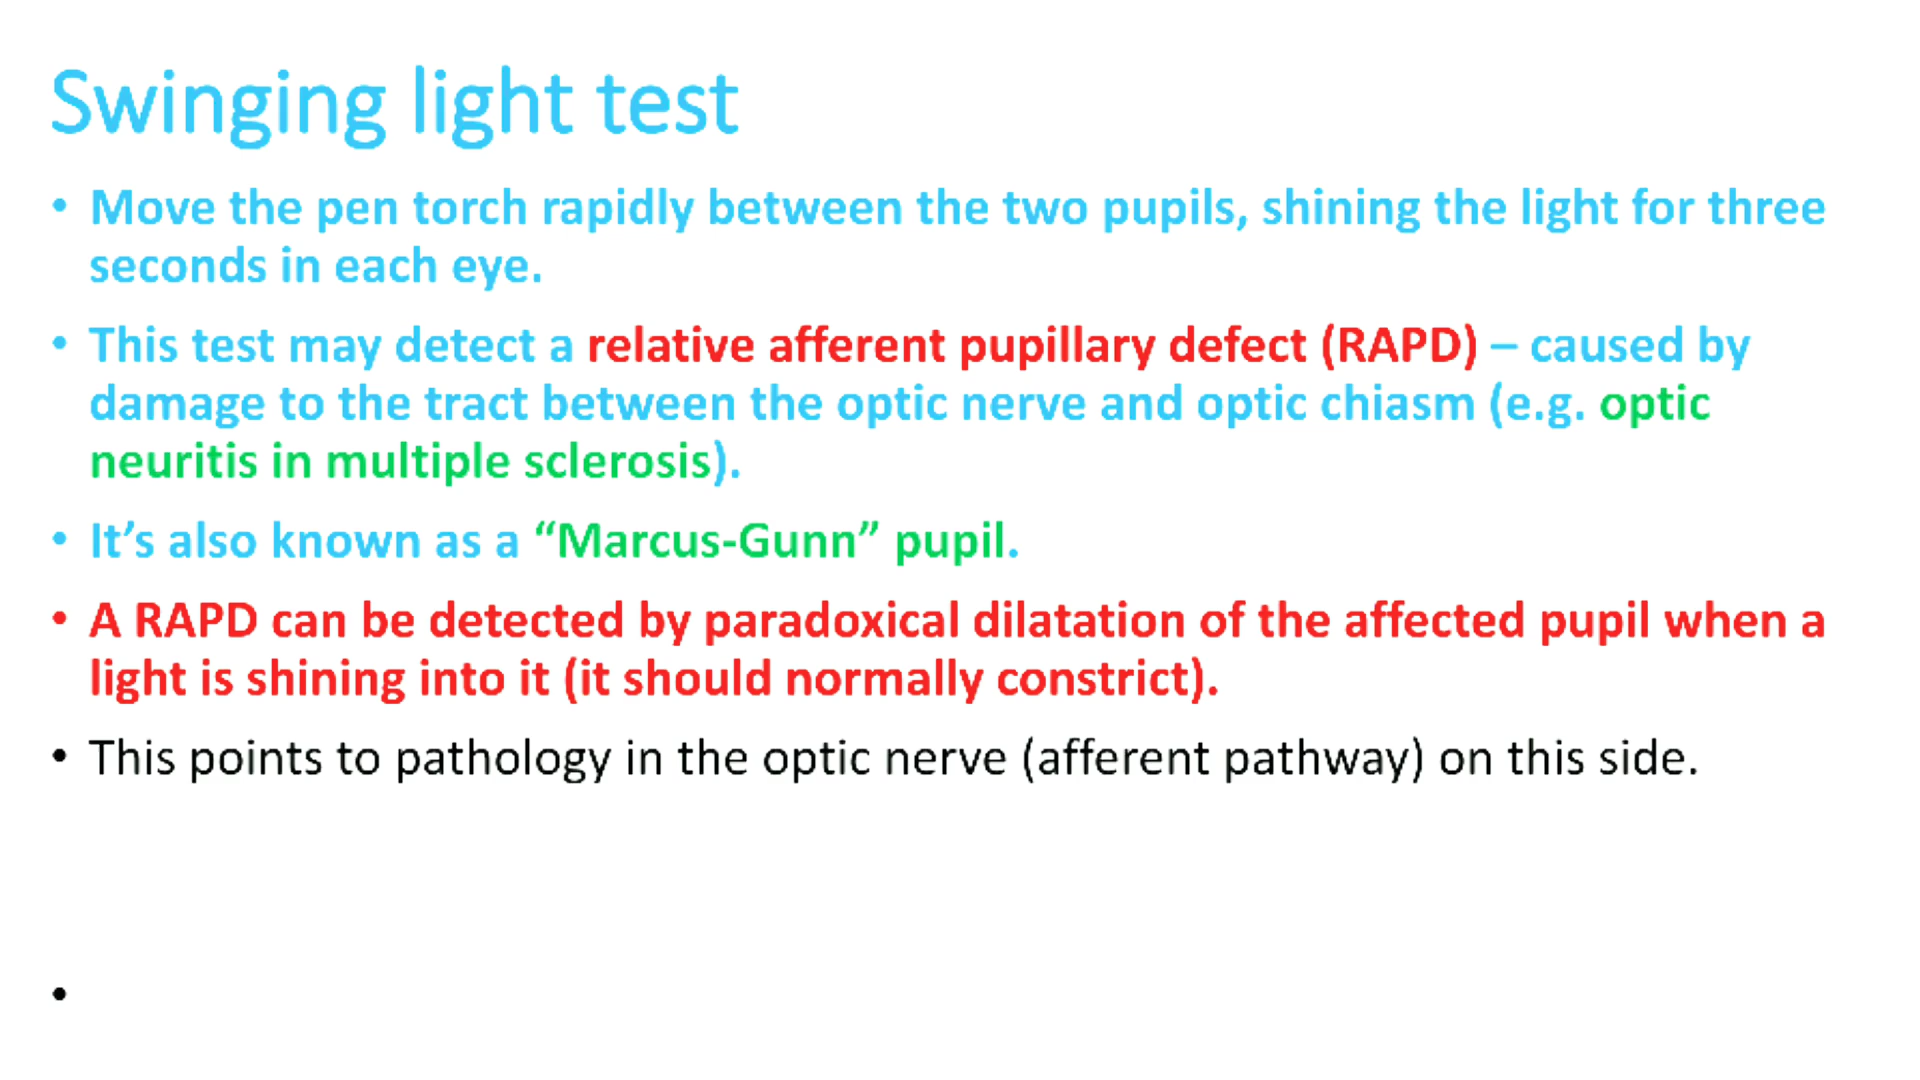 Swinging light test
• Move the pen torch rapidly between the two pupils, shining the light for three
seconds in each eye.
• This test may detect a relative afferent pupillary defect (RAPD) – caused by
damage to the tract between the optic nerve and optic chiasm (e.g. optic
neuritis in multiple sclerosis).
• It’s also known as a “Marcus-Gunn” pupil.
• A RAPD can be detected by paradoxical dilatation of the affected pupil when a
light is shining into it (it should normally constrict).
• This points to pathology in the optic nerve (afferent pathway) on this side.
•